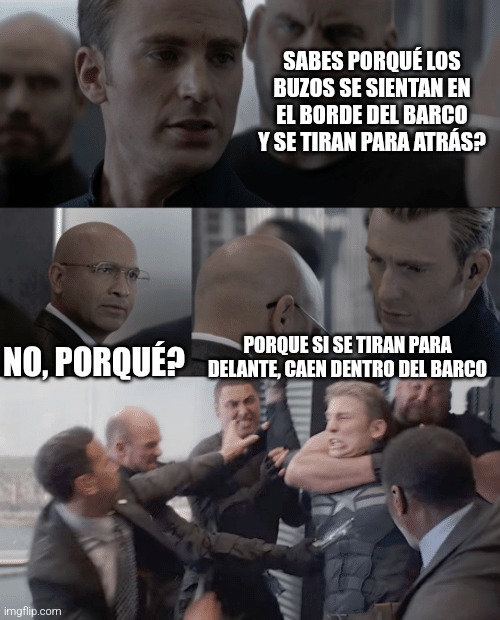 SABES PORQUÉ LOS
BUZOS SE SIENTAN EN
EL BORDE DEL BARCO
Y SE TIRAN PARA ATRÁS?
NO, PORQUÉ?
PORQUE SI SE TIRAN PARA
DELANTE, CAEN DENTRO DEL BARCO
imgflip.com